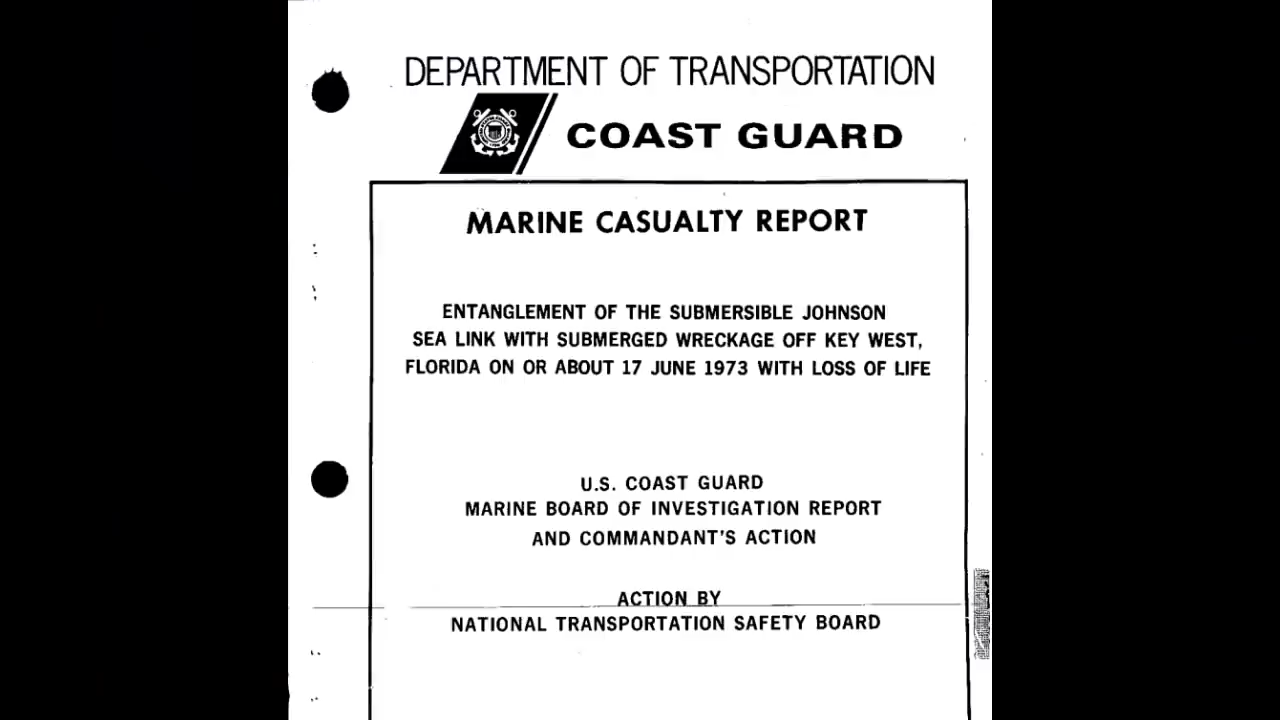 DEPARTMENT OF TRANSPORTATION
COAST GUARD
MARINE CASUALTY REPORT
ENTANGLEMENT OF THE SUBMERSIBLE JOHNSON
SEA LINK WITH SUBMERGED WRECKAGE OFF KEY WEST,
FLORIDA ON OR ABOUT 17 JUNE 1973 WITH LOSS OF LIFE
U.S. COAST GUARD
MARINE BOARD OF INVESTIGATION REPORT
AND COMMANDANT'S ACTION
ACTION BY
NATIONAL TRANSPORTATION SAFETY BOARD